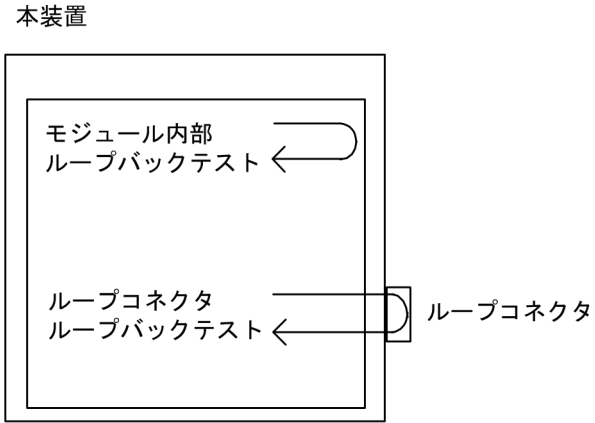 本装置
モジュール内部
ループバックテスト
ループコネクタ
ループバックテスト
ループコネクタ